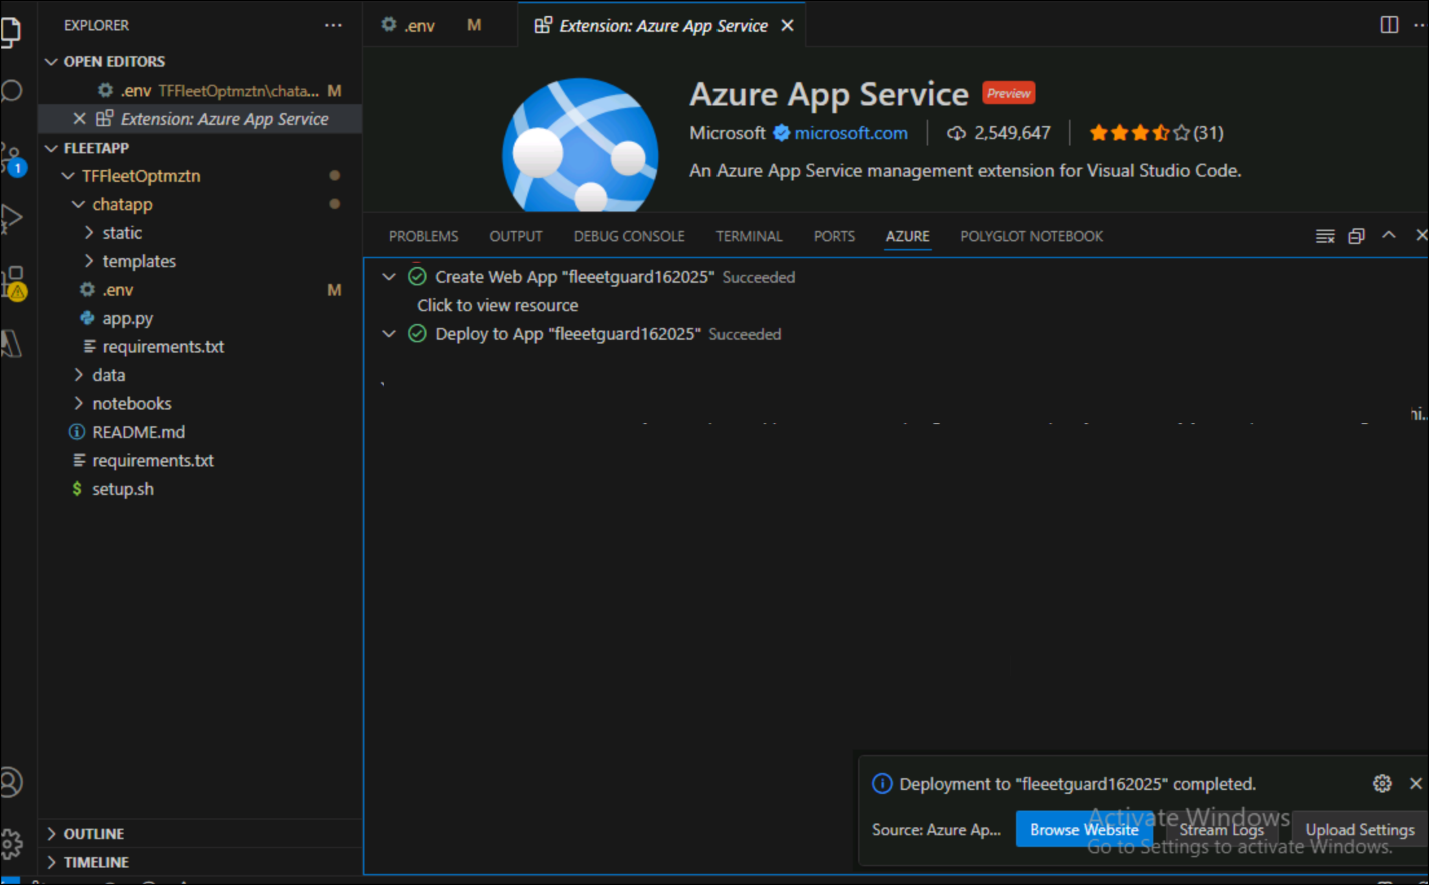 EXPLORER
.env M
Extension: Azure App Service
OPEN EDITORS
.env TFFleetOptmztn\chata... M
Extension: Azure App Service
FLEETAPP
TFFleetOptmztn
chatapp
static
templates
.env M
app.py
requirements.txt
data
notebooks
README.md
requirements.txt
$ setup.sh
OUTLINE
TIMELINE
1
Azure App Service Preview
Microsoft microsoft.com 2,549,647 (31)
An Azure App Service management extension for Visual Studio Code.
PROBLEMS OUTPUT DEBUG CONSOLE TERMINAL PORTS AZURE POLYGLOT NOTEBOOK
Create Web App "fleeetguard162025" Succeeded
Click to view resource
Deploy to App "fleeetguard162025" Succeeded
hi...
Deployment to "fleeetguard162025" completed.
Source: Azure Ap... Browse Website Stream Logs Upload Settings
Activate Windows
Go to Settings to activate Windows.